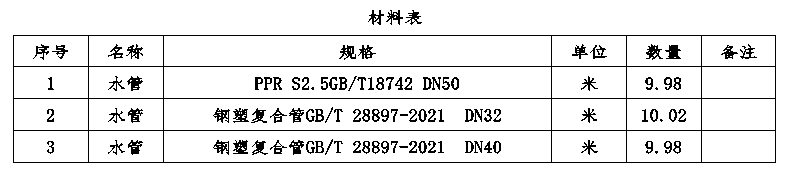 材料表
序号 名称 规格 单位 数量 备注
1 水管 PPR S2.5GB/T18742 DN50 米 9.98
2 水管 钢塑复合管GB/T 28897-2021 DN32 米 10.02
3 水管 钢塑复合管GB/T 28897-2021 DN40 米 9.98